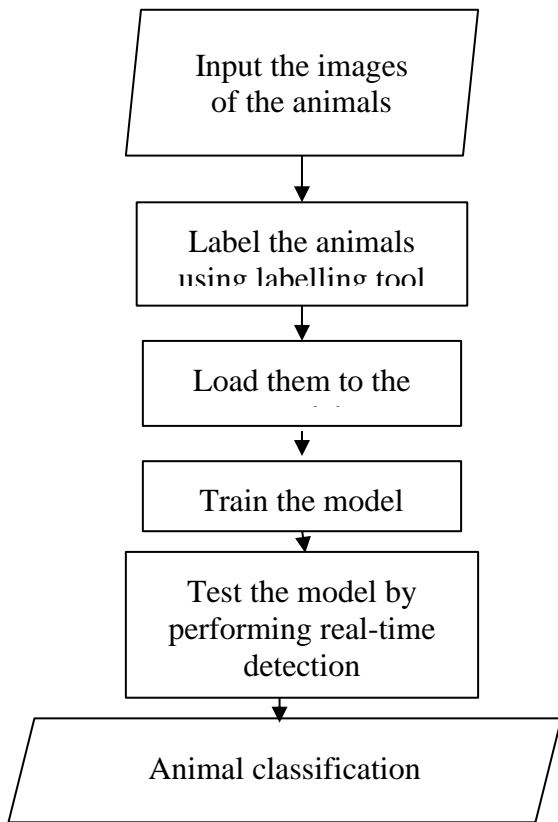 Input the images
of the animals
Label the animals
using labelling tool
Load them to the
Train the model
Test the model by
performing real-time
detection
Animal classification